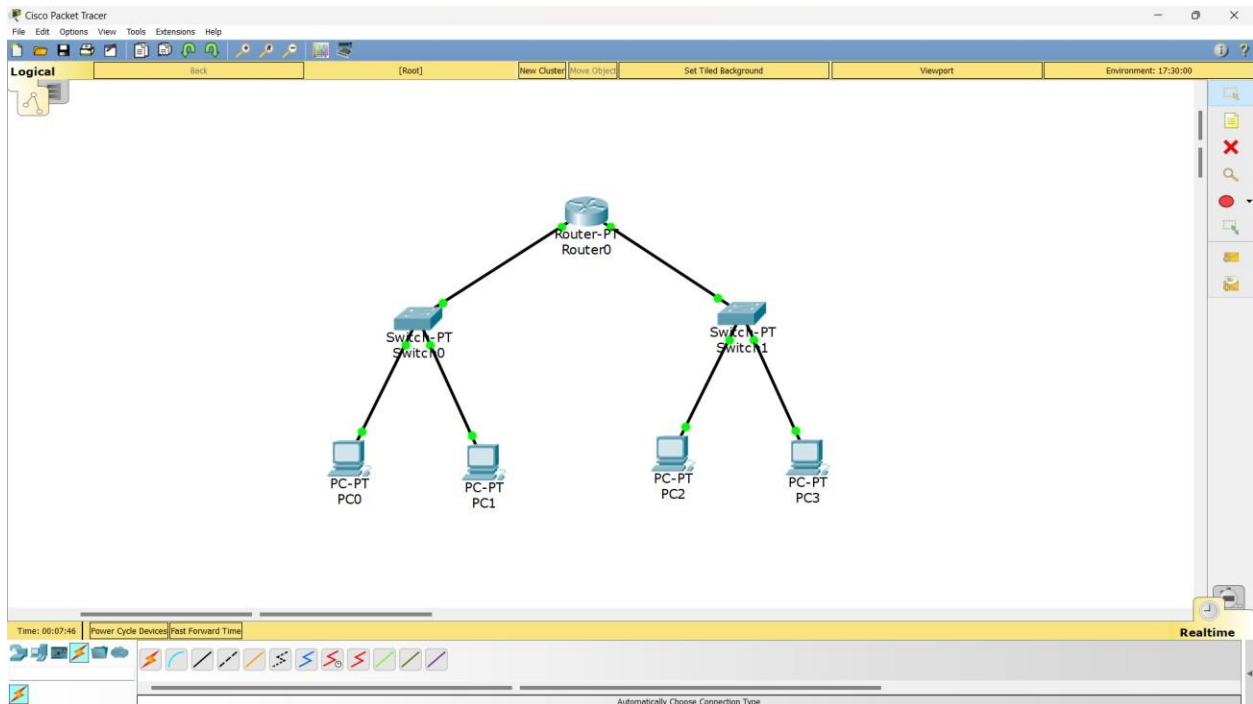 Cisco Packet Tracer
File Edit Options View Tools Extensions Help
Logical Back [Root] New Cluster Move Object Set Tiled Background Viewport Environment: 17:30:00
Router-PT
Router0
Switch-PT
Switch0
Switch-PT
Switch1
PC-PT
PC0
PC-PT
PC1
PC-PT
PC2
PC-PT
PC3
Time: 00:07:46 Power Cycle Devices Fast Forward Time Realtime
Automatically Choose Connection Type